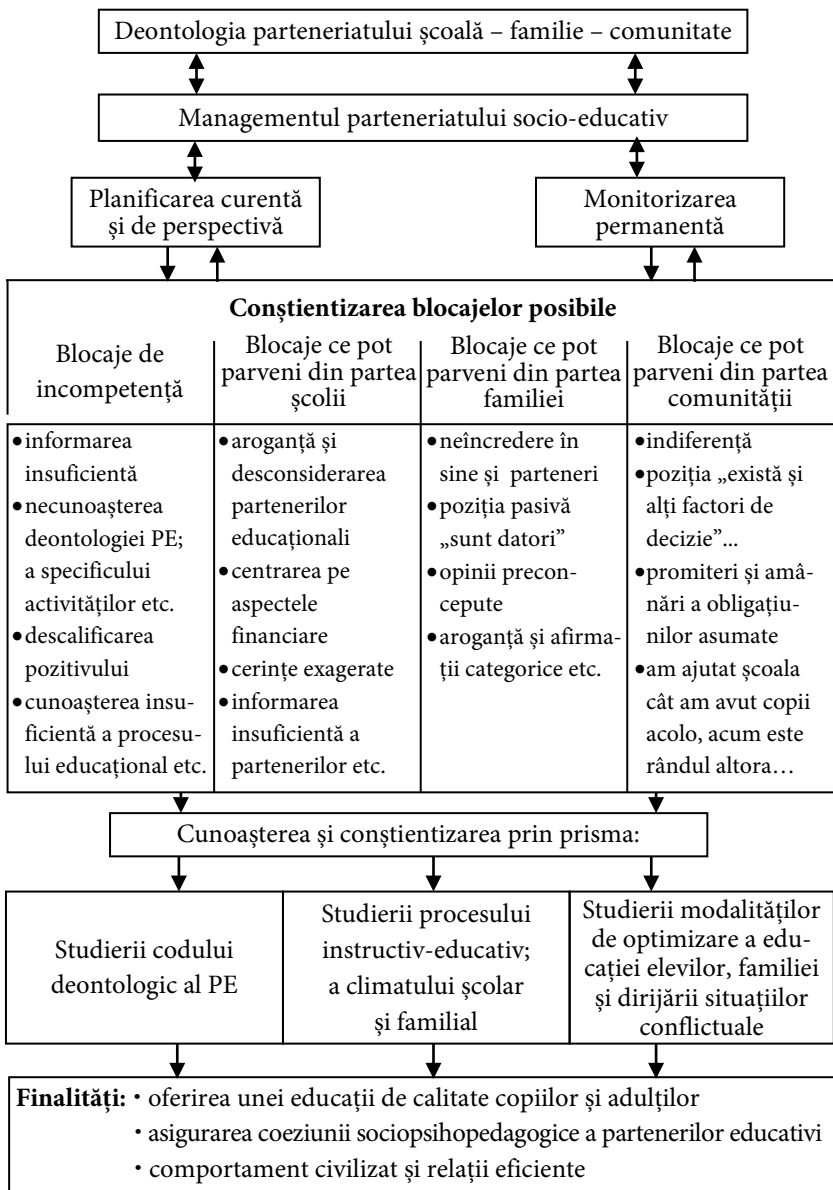 Deontologia parteneriatului școală – familie – comunitate
Managementul parteneriatului socio-educativ
Planificarea curentă
și de perspectivă
Monitorizarea
permanentă
Conștientizarea blocajelor posibile
Blocaje de
incompetență
Blocaje ce pot
parveni din partea
școlii
Blocaje ce pot
parveni din partea
familiei
Blocaje ce pot
parveni din partea
comunității
•informarea
insuficientă
•necunoașterea
deontologiei PE;
a specificului
activităților etc.
•descalificarea
pozitivului
•cunoașterea insu-
ficientă a procesu-
lui educațional etc.
•aroganță și
desconsiderarea
partenerilor
educaționali
•centrarea pe
aspectele
financiare
•cerințe exagerate
•informarea
insuficientă a
partenerilor etc.
•neîncredere în
sine și parteneri
•poziția pasivă
„sunt datori”
•opinii precon-
cepute
•aroganță și afirma-
ții categorice etc.
•indiferență
•poziția „există și
alți factori de
decizie”...
•promiteri și amâ-
nări a obligațiu-
nilor asumate
•am ajutat școala
cât am avut copii
acolo, acum este
rândul altora…
Cunoașterea și conștientizarea prin prisma:
Studierii codului
deontologic al PE
Studierii procesului
instructiv-educativ;
a climatului școlar
și familial
Studierii modalităților
de optimizare a edu-
cației elevilor, familiei
și dirijării situațiilor
conflictuale
Finalități: • oferirea unei educații de calitate copiilor și adulților
• asigurarea coeziunii sociopsihopedagogice a partenerilor educativi
• comportament civilizat și relații eficiente